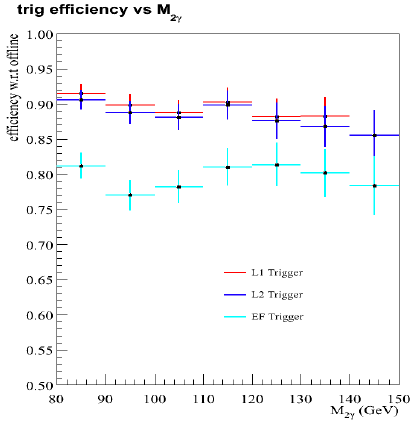 trig efficiency vs M2γ
efficiency w.r.t offline
1.00
0.95
0.90
0.85
0.80
0.75
0.70
0.65
0.60
0.55
0.50
L1 Trigger
L2 Trigger
EF Trigger
80 90 100 110 120 130 140 150
M2γ (GeV)